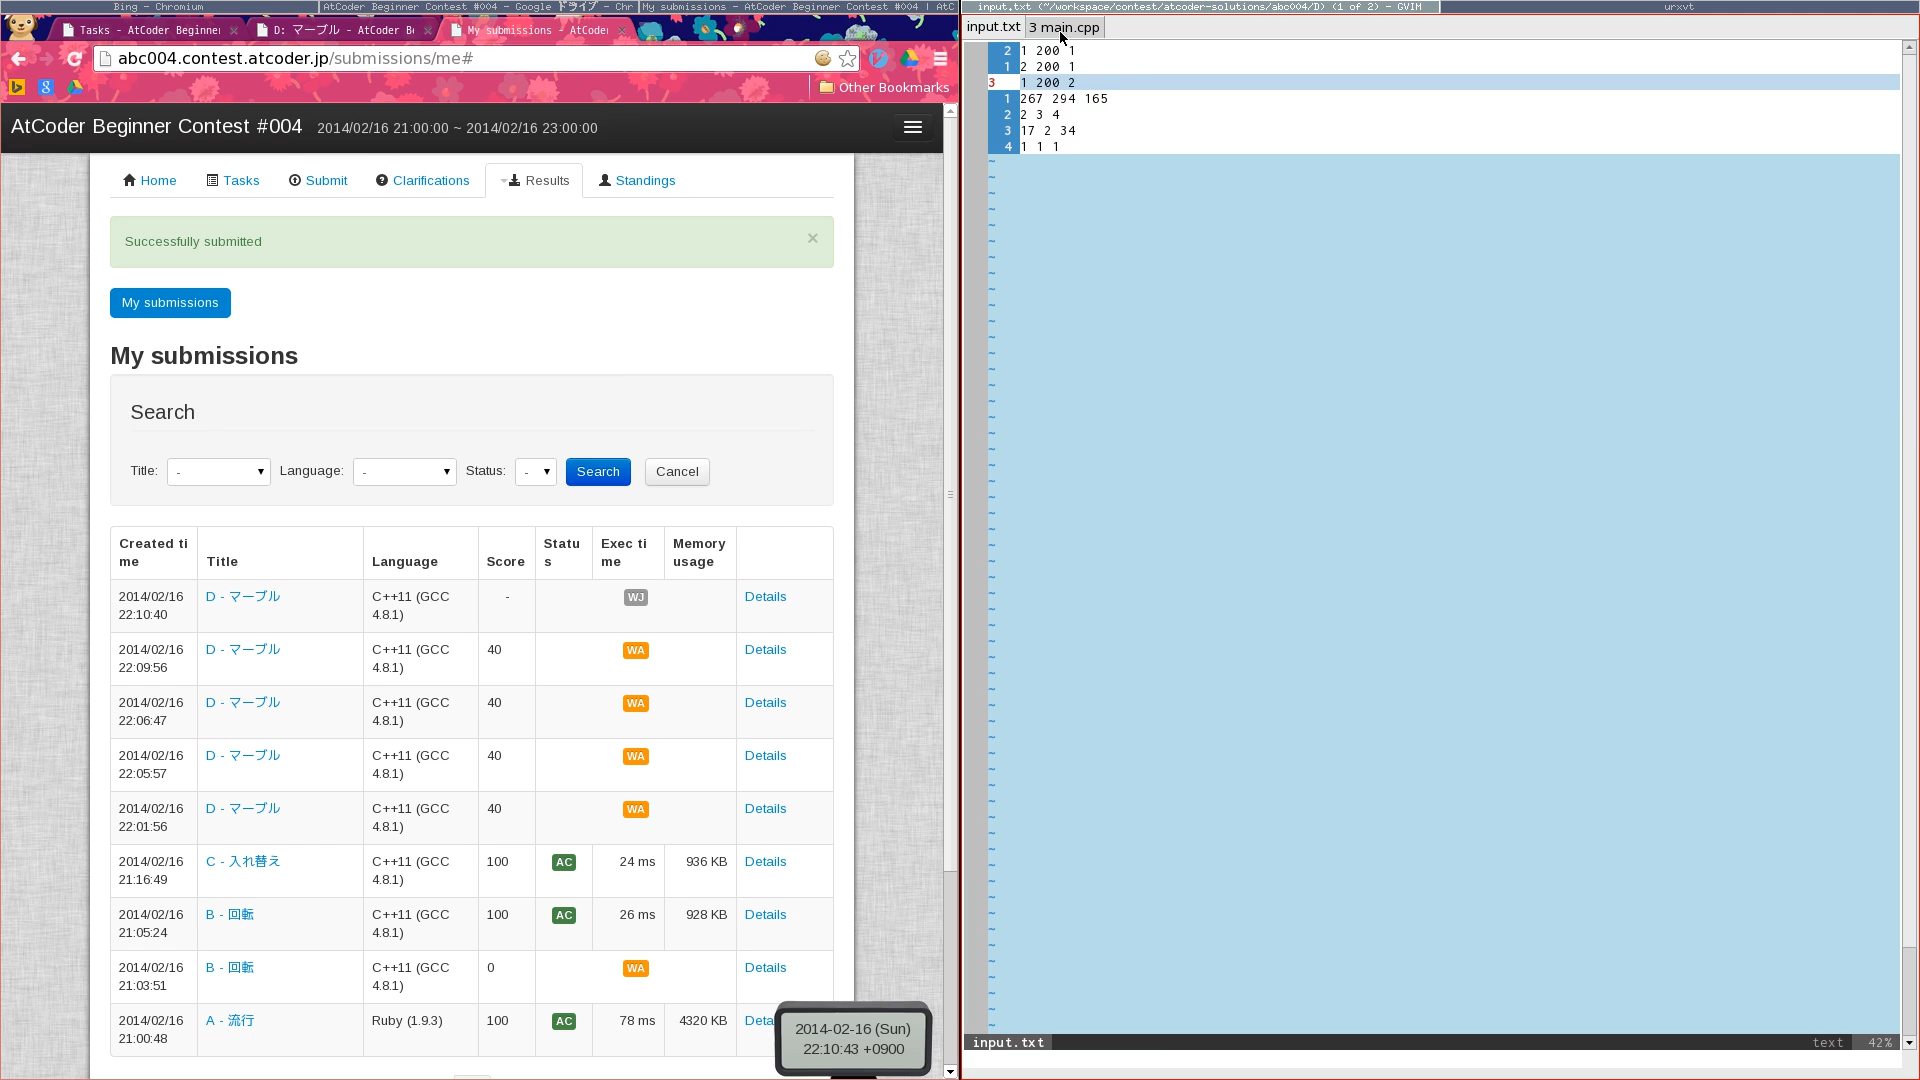 Bing - Chromium
AtCoder Beginner Contest #004 - Google ドライブ - Chr
My submissions - AtCoder Beginner Contest #004 | AtC
input.txt (~/workspace/contest/atcoder-solutions/abc004/D) (1 of 2) - GVIM
urxvt
Tasks - AtCoder Beginner
D: マーブル - AtCoder Be
My submissions - AtCoder
abc004.contest.atcoder.jp/submissions/me#
Other Bookmarks
AtCoder Beginner Contest #004 2014/02/16 21:00:00 ~ 2014/02/16 23:00:00
Home Tasks Submit Clarifications Results Standings
Successfully submitted ×
My submissions
My submissions
Search
Title: - Language: - Status: - Search Cancel
Created ti
me Title Language Score Statu
s Exec ti
me Memory
usage
2014/02/16
22:10:40 D - マーブル C++11 (GCC
4.8.1) - WJ Details
2014/02/16
22:09:56 D - マーブル C++11 (GCC
4.8.1) 40 WA Details
2014/02/16
22:06:47 D - マーブル C++11 (GCC
4.8.1) 40 WA Details
2014/02/16
22:05:57 D - マーブル C++11 (GCC
4.8.1) 40 WA Details
2014/02/16
22:01:56 D - マーブル C++11 (GCC
4.8.1) 40 WA Details
2014/02/16
21:16:49 C - 入れ替え C++11 (GCC
4.8.1) 100 AC 24 ms 936 KB Details
2014/02/16
21:05:24 B - 回転 C++11 (GCC
4.8.1) 100 AC 26 ms 928 KB Details
2014/02/16
21:03:51 B - 回転 C++11 (GCC
4.8.1) 0 WA Details
2014/02/16
21:00:48 A - 流行 Ruby (1.9.3) 100 AC 78 ms 4320 KB Deta
2014-02-16 (Sun)
22:10:43 +0900
input.txt 3 main.cpp
2 1 200 1
1 2 200 1
3 1 200 2
1 267 294 165
2 2 3 4
3 17 2 34
4 1 1 1
input.txt text 42%